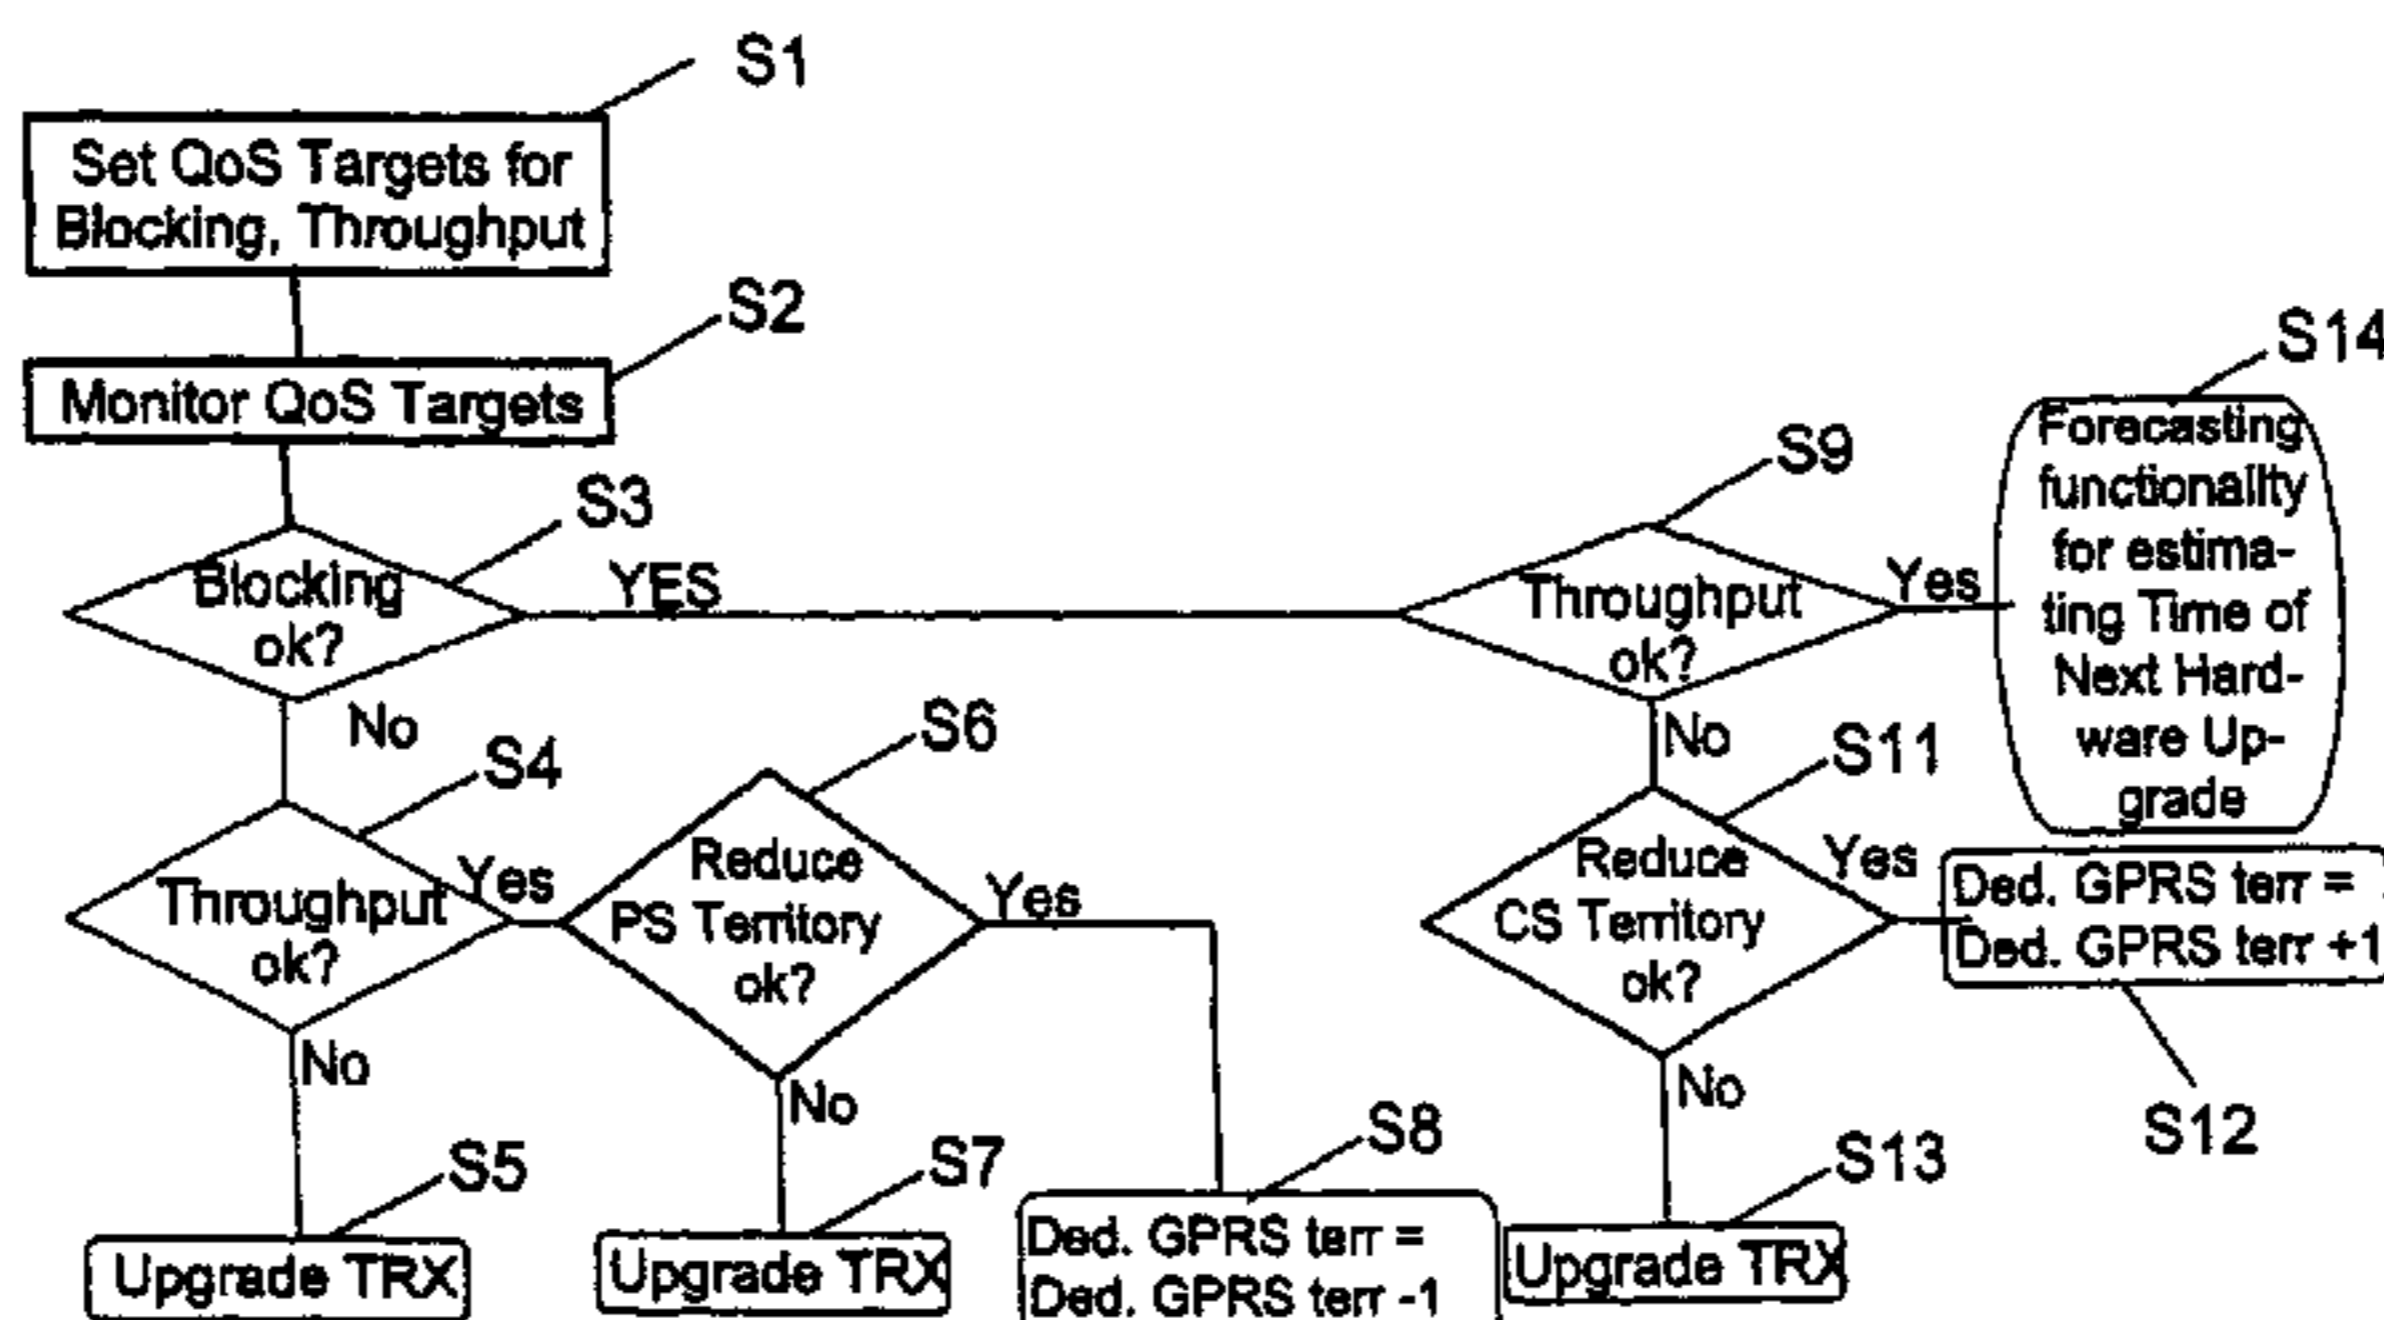 S1
Set QoS Targets for
Blocking, Throughput
S2
Monitor QoS Targets
S3
Blocking
ok?
YES
No
S9
Throughput
ok?
Yes
No
S14
Forecasting
functionality
for estima-
ting Time of
Next Hard-
ware Up-
grade
S4
Throughput
ok?
Yes
No
S6
Reduce
PS Territory
ok?
Yes
No
S11
Reduce
CS Territory
ok?
Yes
No
Ded. GPRS terr =
Ded. GPRS terr +1
S12
S5
Upgrade TRX
S7
Upgrade TRX
S8
Ded. GPRS terr =
Ded. GPRS terr -1
S13
Upgrade TRX